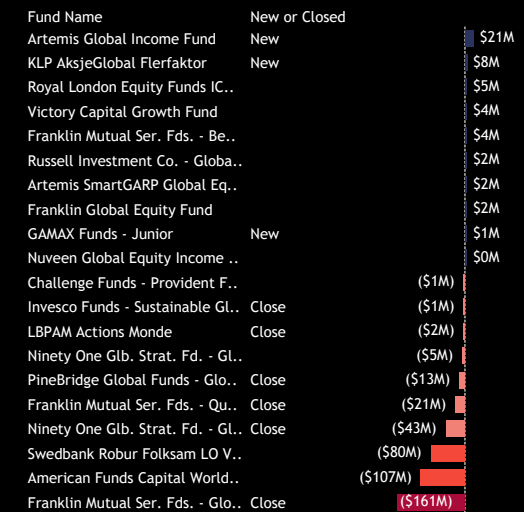 Fund Name New or Closed
Artemis Global Income Fund New $21M
KLP AksjeGlobal Flerfaktor New $8M
Royal London Equity Funds IC.. $5M
Victory Capital Growth Fund $4M
Franklin Mutual Ser. Fds. - Be.. $4M
Russell Investment Co. - Globa.. $2M
Artemis SmartGARP Global Eq.. $2M
Franklin Global Equity Fund $2M
GAMAX Funds - Junior New $1M
Nuveen Global Equity Income .. $0M
Challenge Funds - Provident F.. ($1M)
Invesco Funds - Sustainable Gl.. Close ($1M)
LBPAM Actions Monde Close ($2M)
Ninety One Glb. Strat. Fd. - Gl.. ($5M)
PineBridge Global Funds - Glo.. Close ($13M)
Franklin Mutual Ser. Fds. - Qu.. Close ($21M)
Ninety One Glb. Strat. Fd. - Gl.. Close ($43M)
Swedbank Robur Folksam LO V.. ($80M)
American Funds Capital World.. ($107M)
Franklin Mutual Ser. Fds. - Glo.. Close ($161M)